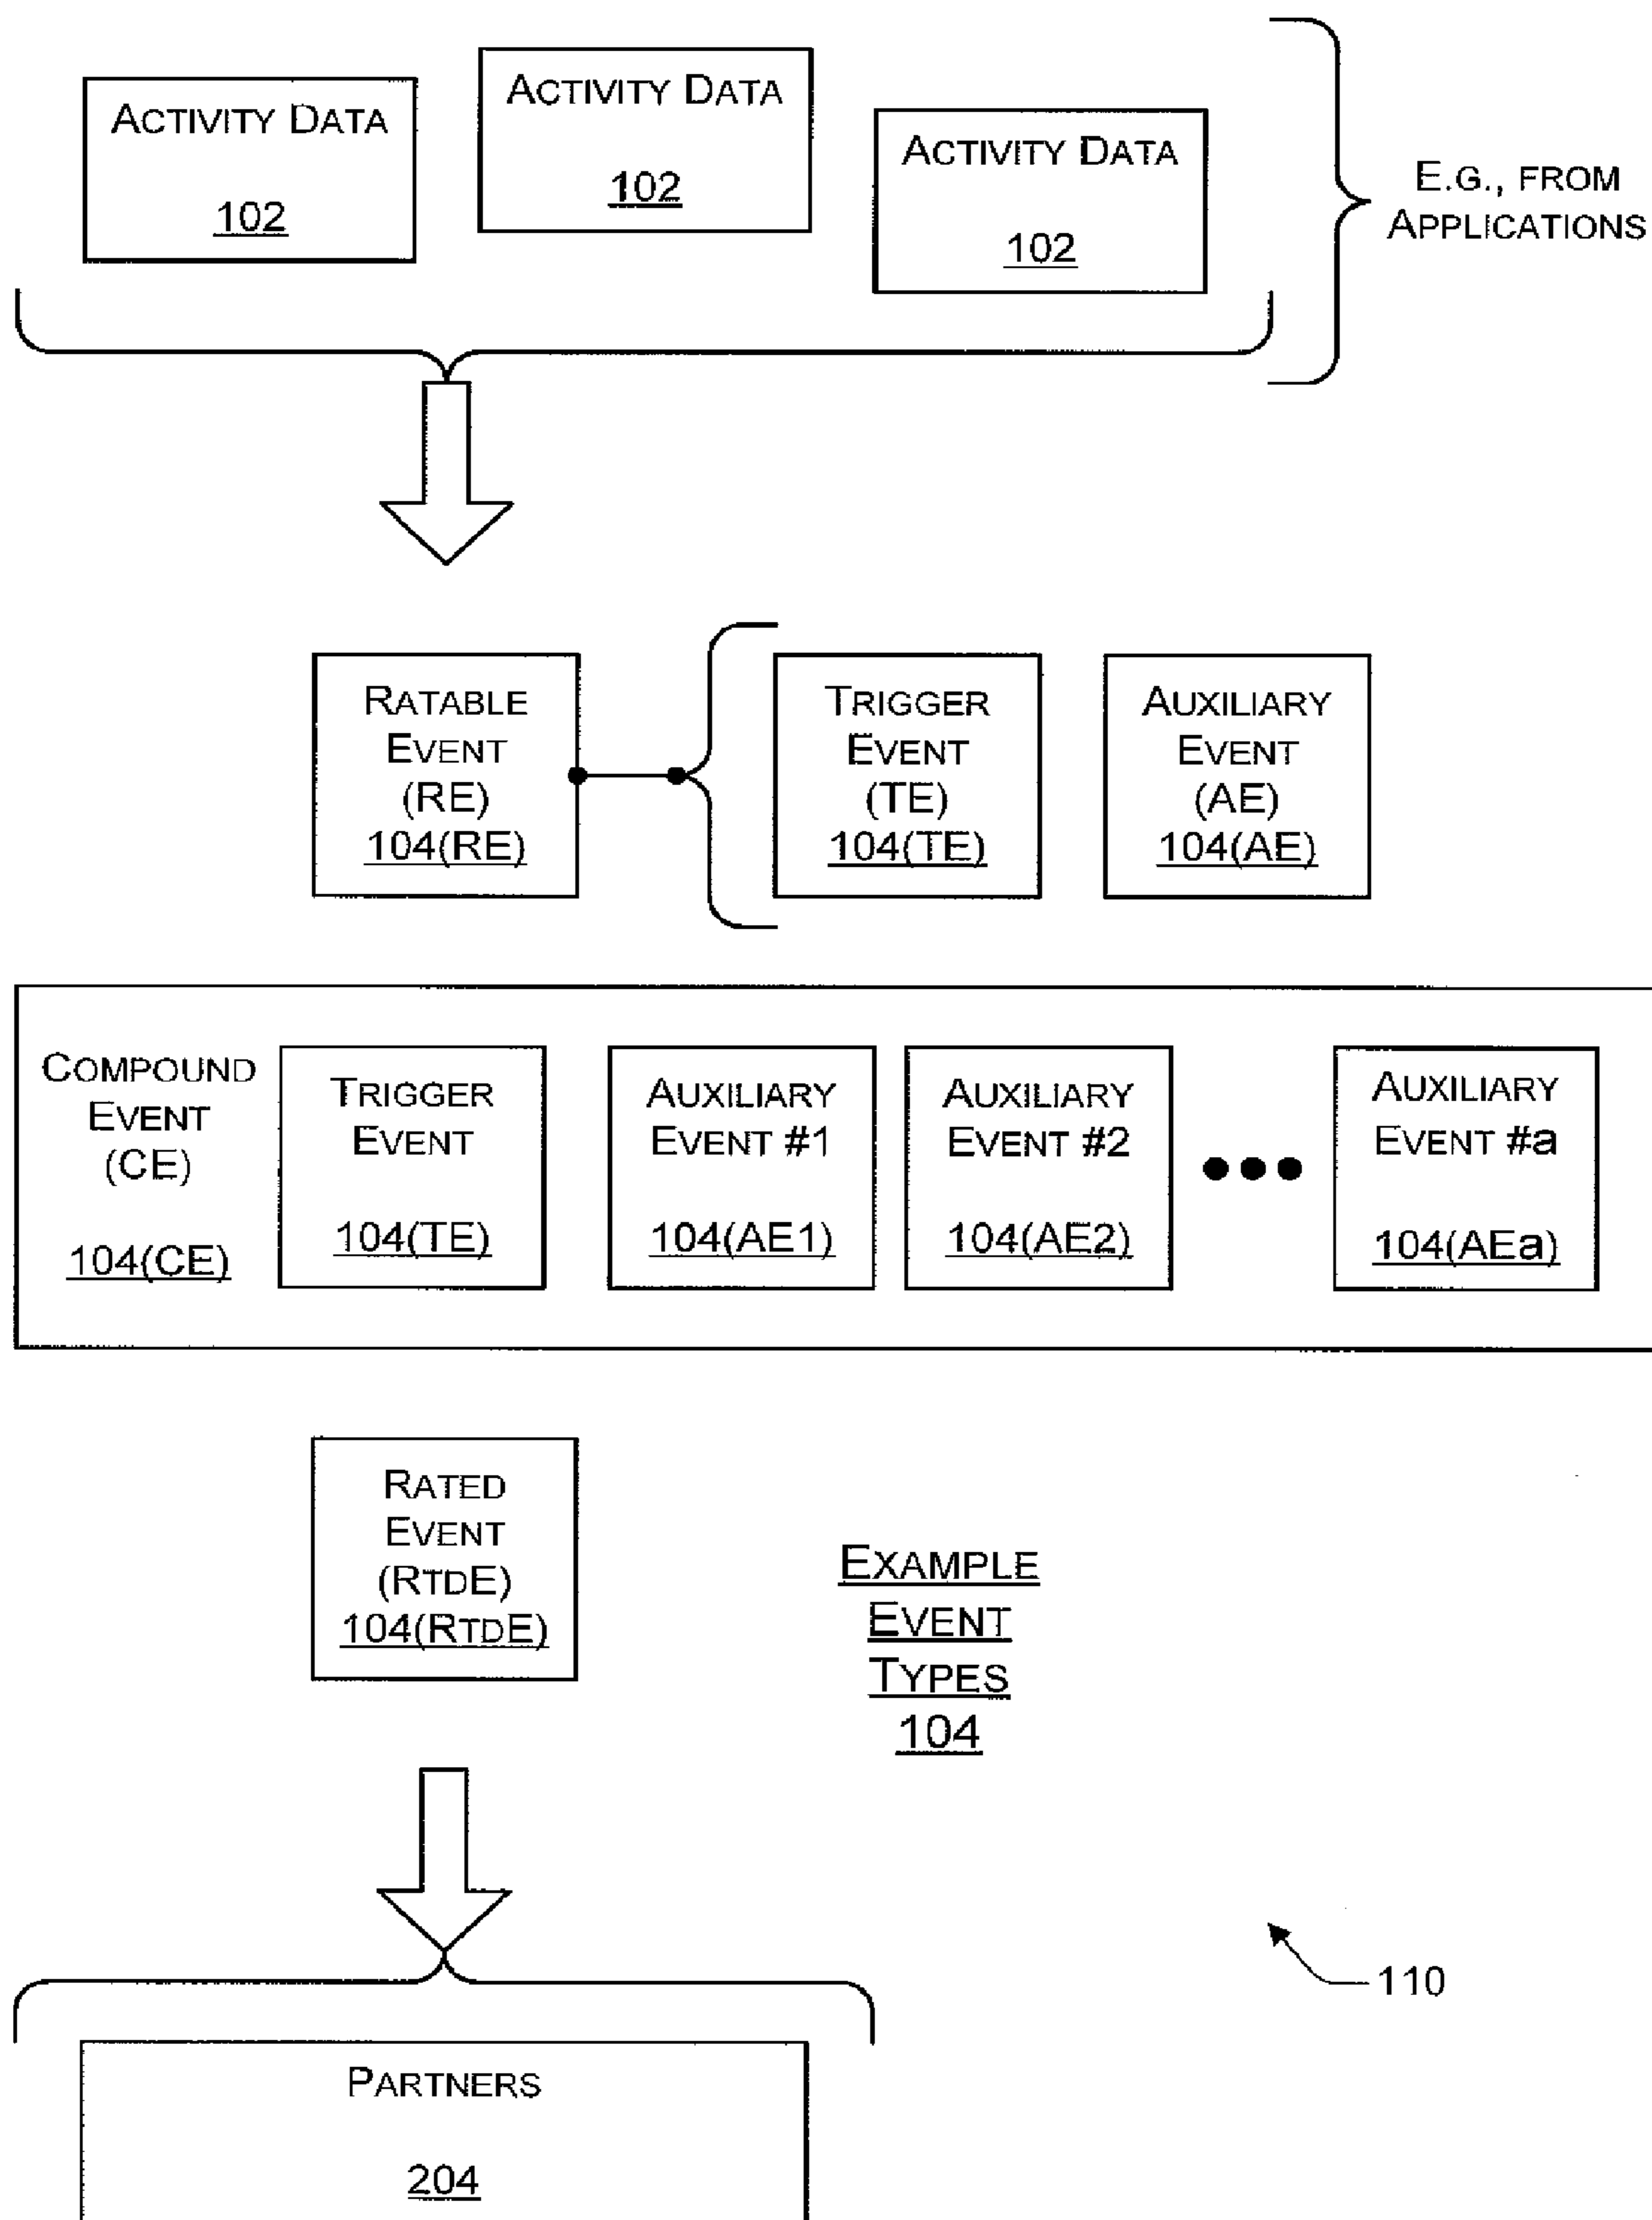 ACTIVITY DATA
102
ACTIVITY DATA
102
ACTIVITY DATA
102
E.G., FROM
APPLICATIONS
RATABLE
EVENT
(RE)
104(RE)
TRIGGER
EVENT
(TE)
104(TE)
AUXILIARY
EVENT
(AE)
104(AE)
COMPOUND
EVENT
(CE)
104(CE)
TRIGGER
EVENT
104(TE)
AUXILIARY
EVENT #1
104(AE1)
AUXILIARY
EVENT #2
104(AE2)
AUXILIARY
EVENT #a
104(AEa)
RATED
EVENT
(RTDE)
104(RTDE)
EXAMPLE
EVENT
TYPES
104
110
PARTNERS
204